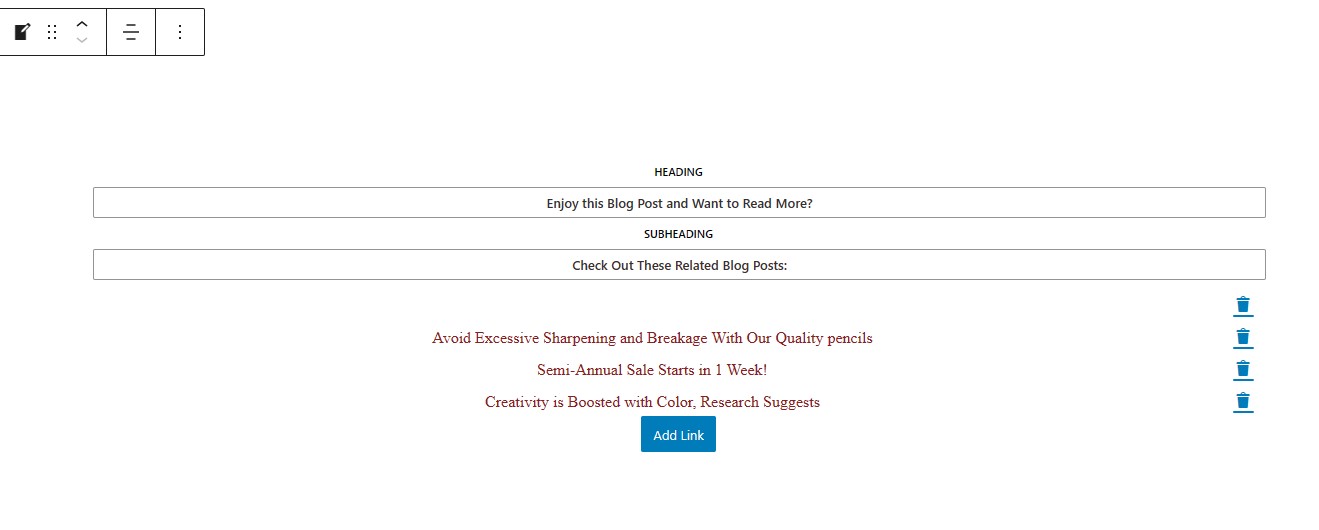 HEADING
Enjoy this Blog Post and Want to Read More?
SUBHEADING
Check Out These Related Blog Posts:
Avoid Excessive Sharpening and Breakage With Our Quality pencils
Semi-Annual Sale Starts in 1 Week!
Creativity is Boosted with Color, Research Suggests
Add Link